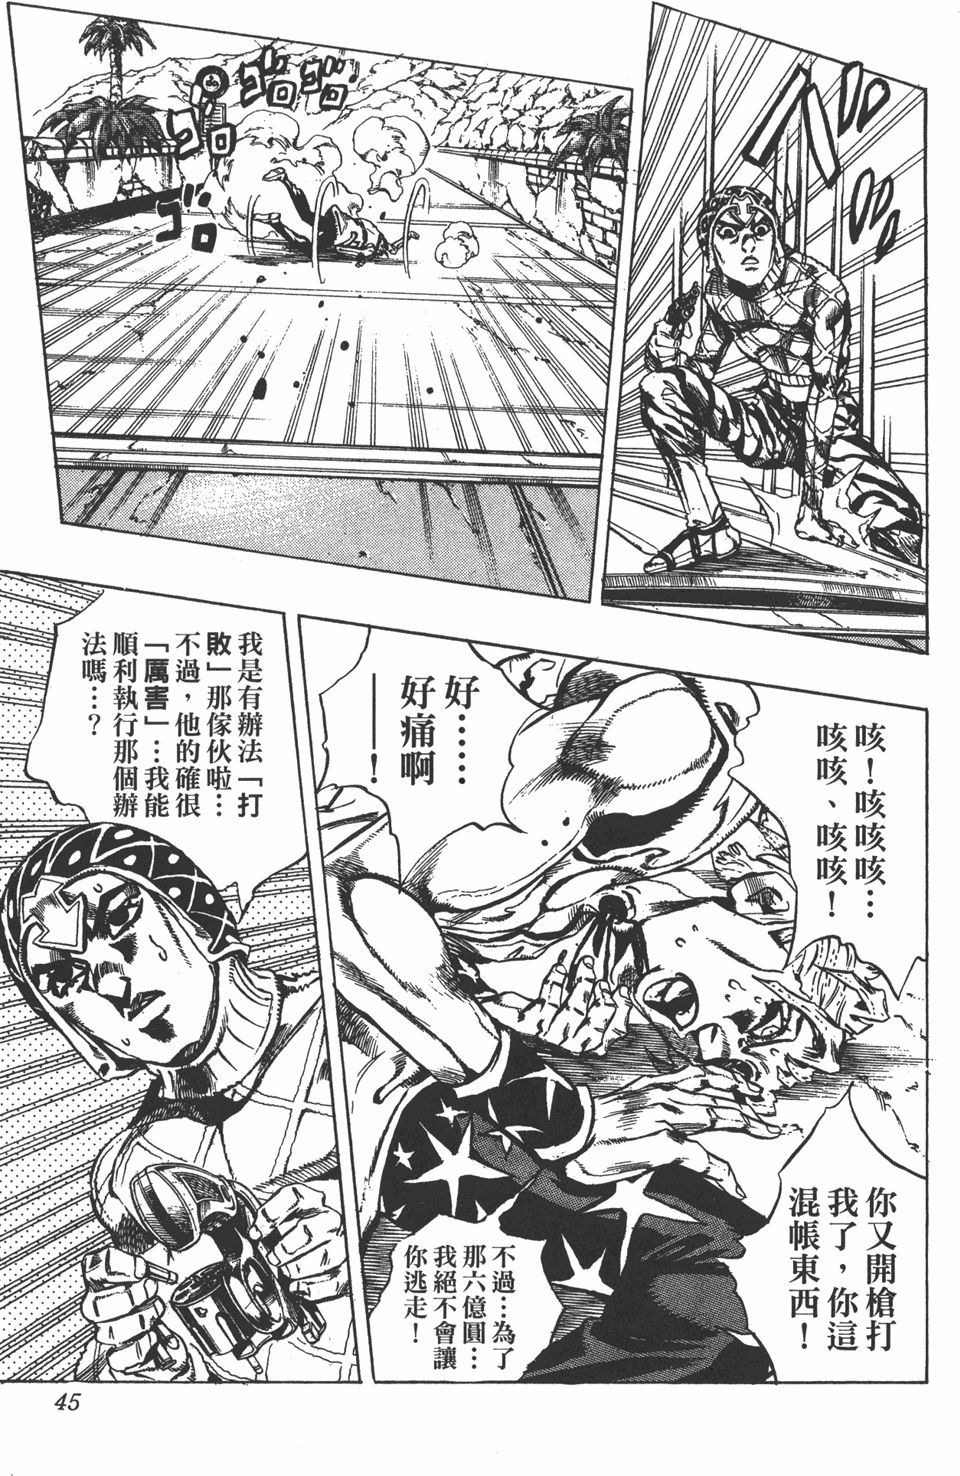 バ
ババ
ゴロゴロ
ゴロ
ゴロ
咳！咳咳咳…
咳咳、咳咳！
好……
好痛啊
——！
你又開槍打
我了，你這
混帳東西！
不過…為了
那六億圓…
我絕不會讓
你逃走！
我是有辦法「打
敗」那傢伙啦…
不過，他的確很
「厲害」…我能
順利執行那個辦
法嗎…？
45